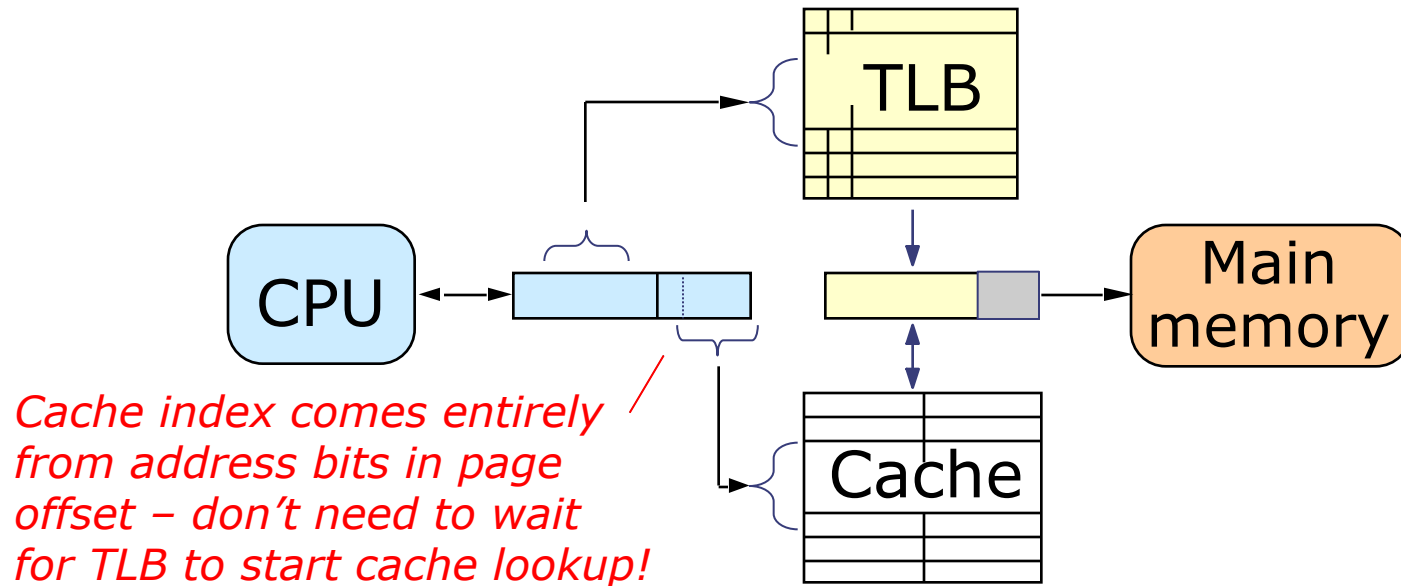 TLB
CPU
Main
memory
Cache index comes entirely
from address bits in page
offset – don’t need to wait
for TLB to start cache lookup!
Cache